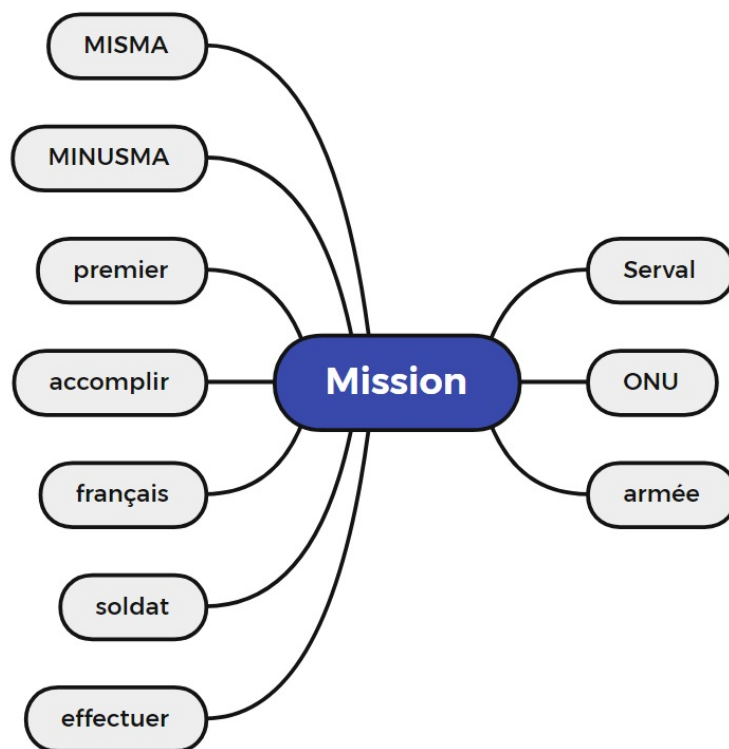 MISMA
MINUSMA
premier
accomplir
français
soldat
effectuer
Mission
Serval
ONU
armée